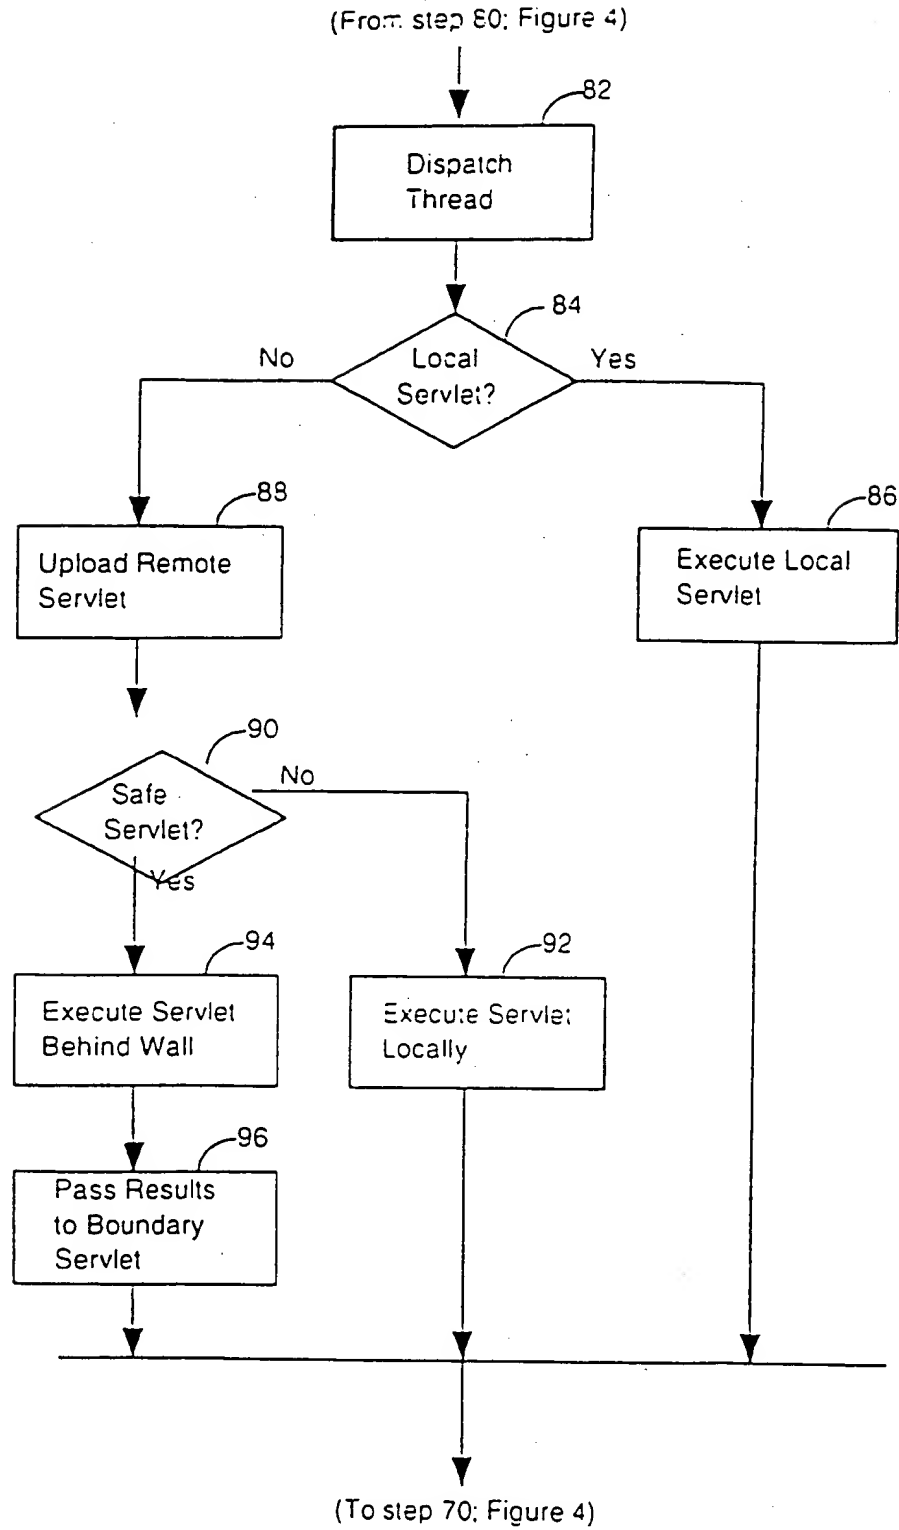 (From step 80; Figure 4)
82
Dispatch
Thread
84
No
Local
Servlet?
Yes
88
Upload Remote
Servlet
86
Execute Local
Servlet
90
Safe
Servlet?
No
Yes
94
Execute Servlet
Behind Wall
92
Execute Servlet
Locally
96
Pass Results
to Boundary
Servlet
(To step 70; Figure 4)